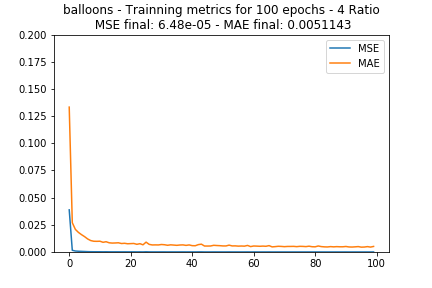 balloons - Trainning metrics for 100 epochs - 4 Ratio
MSE final: 6.48e-05 - MAE final: 0.0051143
0.200
0.175
0.150
0.125
0.100
0.075
0.050
0.025
0.000
MSE
MAE
0 20 40 60 80 100